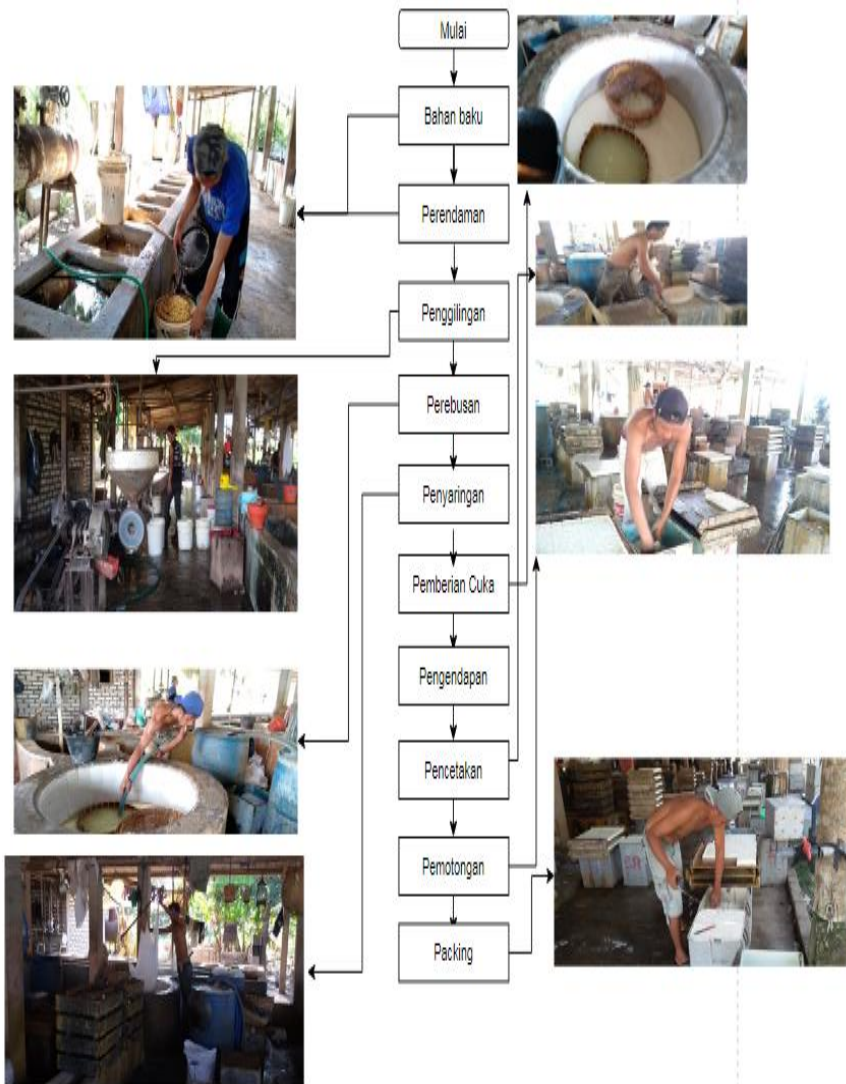 Mulai
Bahan baku
Perendaman
Penggilingan
Perebusan
Penyaringan
Pemberian Cuka
Pengendapan
Pencetakan
Pemotongan
Packing